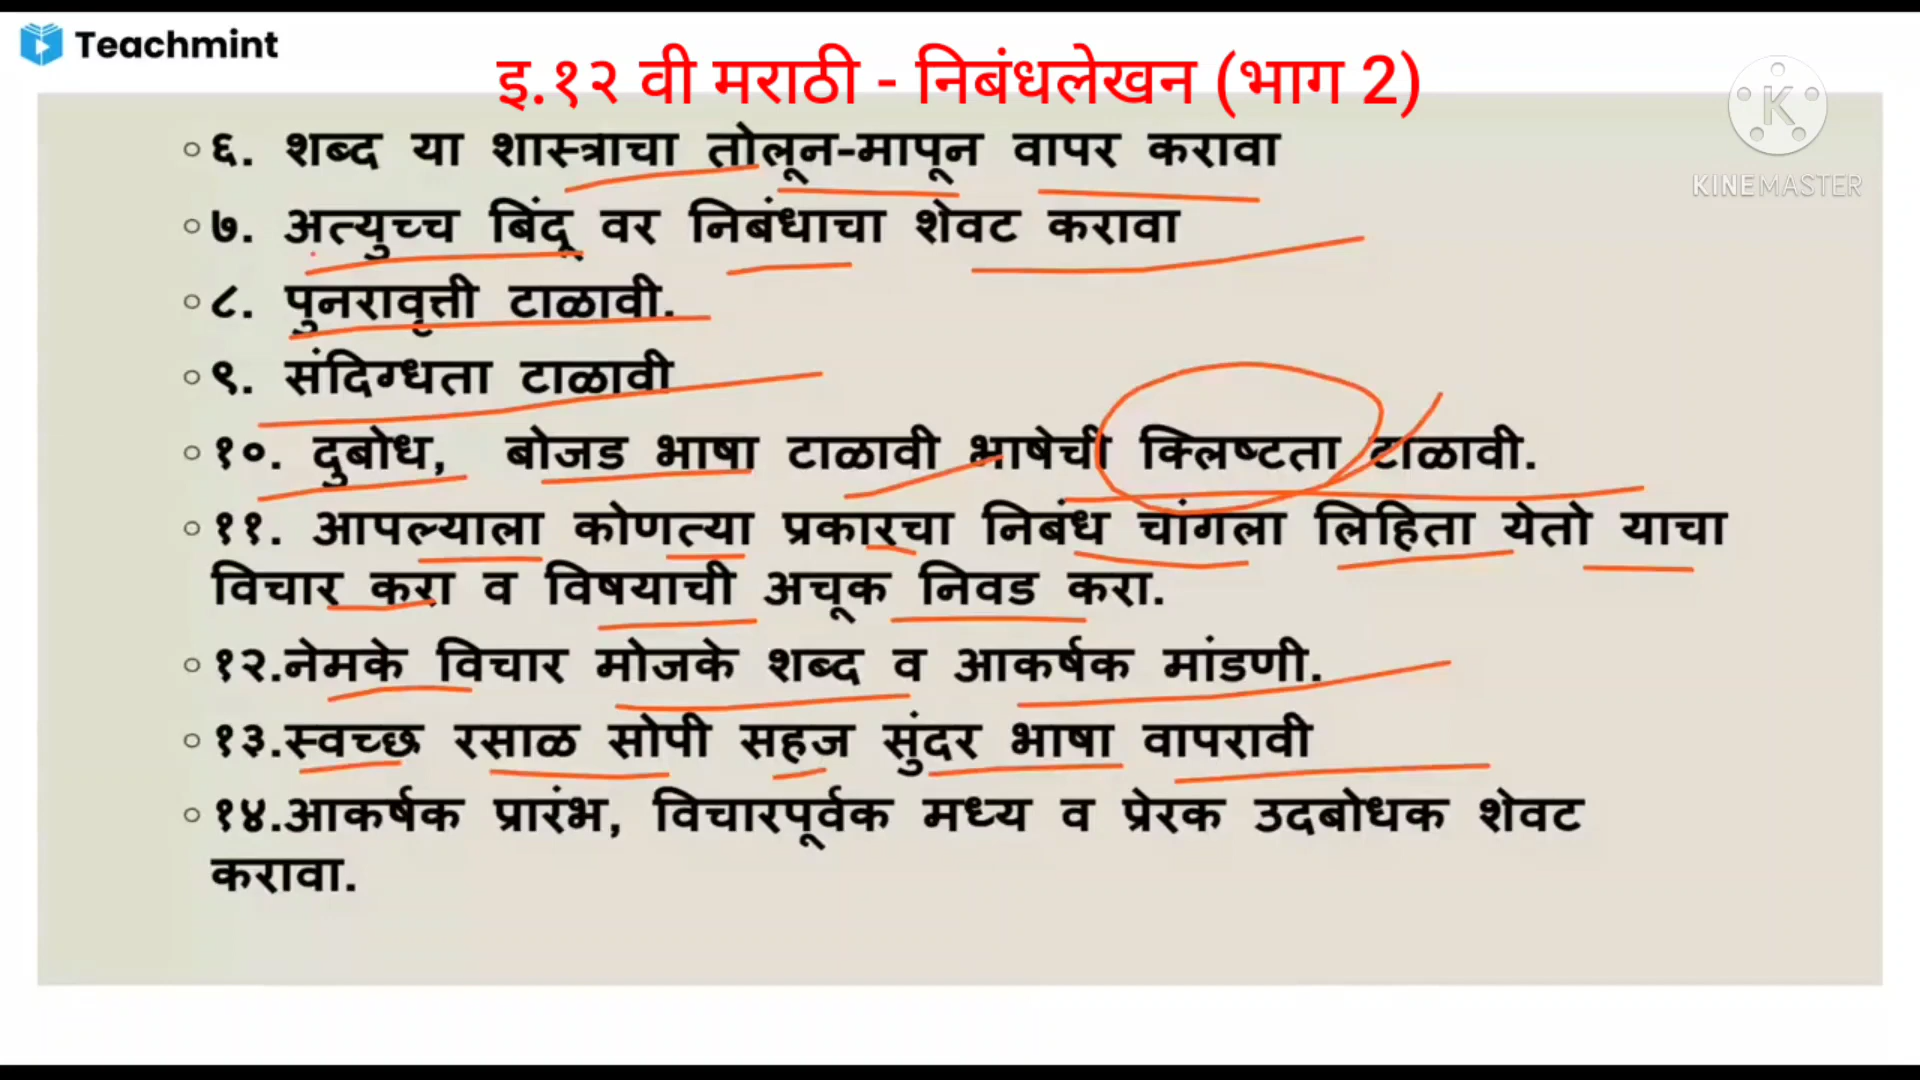 Teachmint
इ.१२ वी मराठी - निबंधलेखन (भाग 2)
६. शब्द या शास्त्राचा तोलून-मापून वापर करावा
७. अत्युच्च बिंदू वर निबंधाचा शेवट करावा
८. पुनरावृत्ती टाळावी.
९. संदिग्धता टाळावी
१०. दुबोध, बोजड भाषा टाळावी भाषेची क्लिष्टता टाळावी.
११. आपल्याला कोणत्या प्रकारचा निबंध चांगला लिहिता येतो याचा
विचार करा व विषयाची अचूक निवड करा.
१२.नेमके विचार मोजके शब्द व आकर्षक मांडणी.
१३.स्वच्छ रसाळ सोपी सहज सुंदर भाषा वापरावी
१४.आकर्षक प्रारंभ, विचारपूर्वक मध्य व प्रेरक उदबोधक शेवट
करावा.
K
KINEMASTER